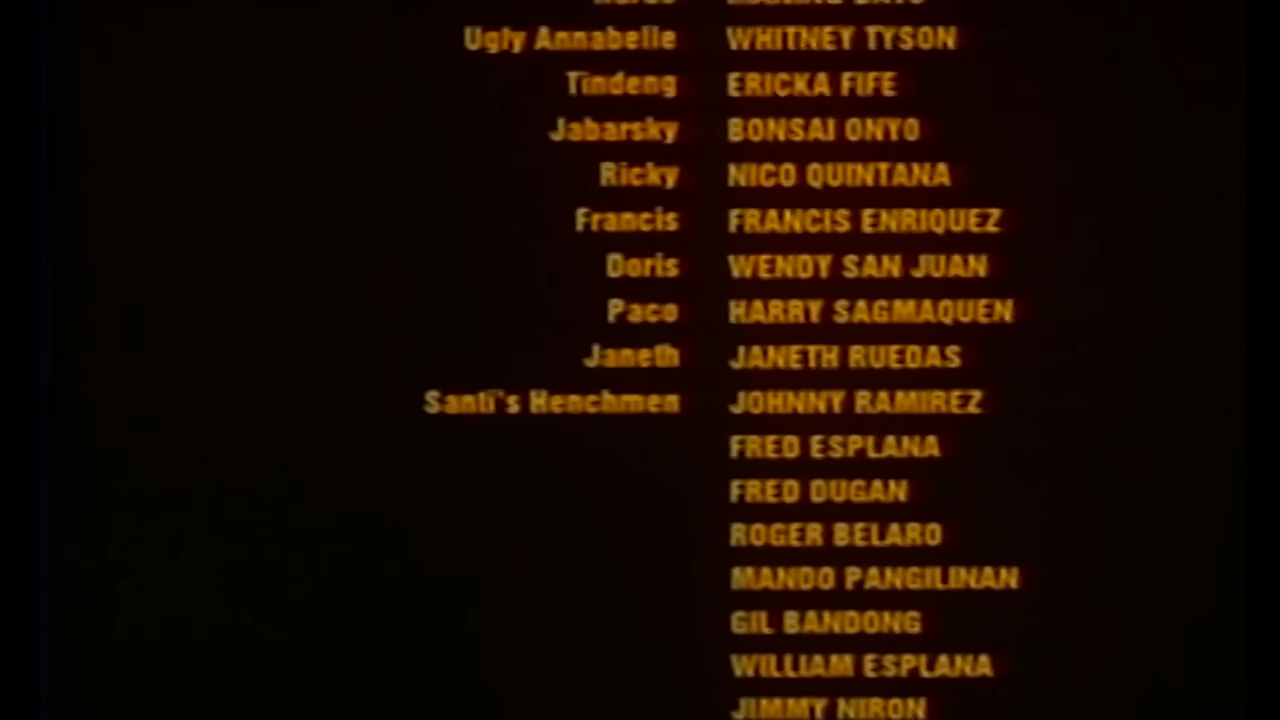 Ugly Annabelle WHITNEY TYSON
Tindeng ERICKA FIFE
Jabarsky BONSAI ONYO
Ricky NICO QUINTANA
Francis FRANCIS ENRIQUEZ
Doris WENDY SAN JUAN
Paco HARRY SAGMAQUEN
Janeth JANETH RUEDAS
Santi's Henchmen JOHNNY RAMIREZ
FRED ESPLANA
FRED DUGAN
ROGER BELARO
MANDO PANGILINAN
GIL BANDONG
WILLIAM ESPLANA
JIMMY NIRON